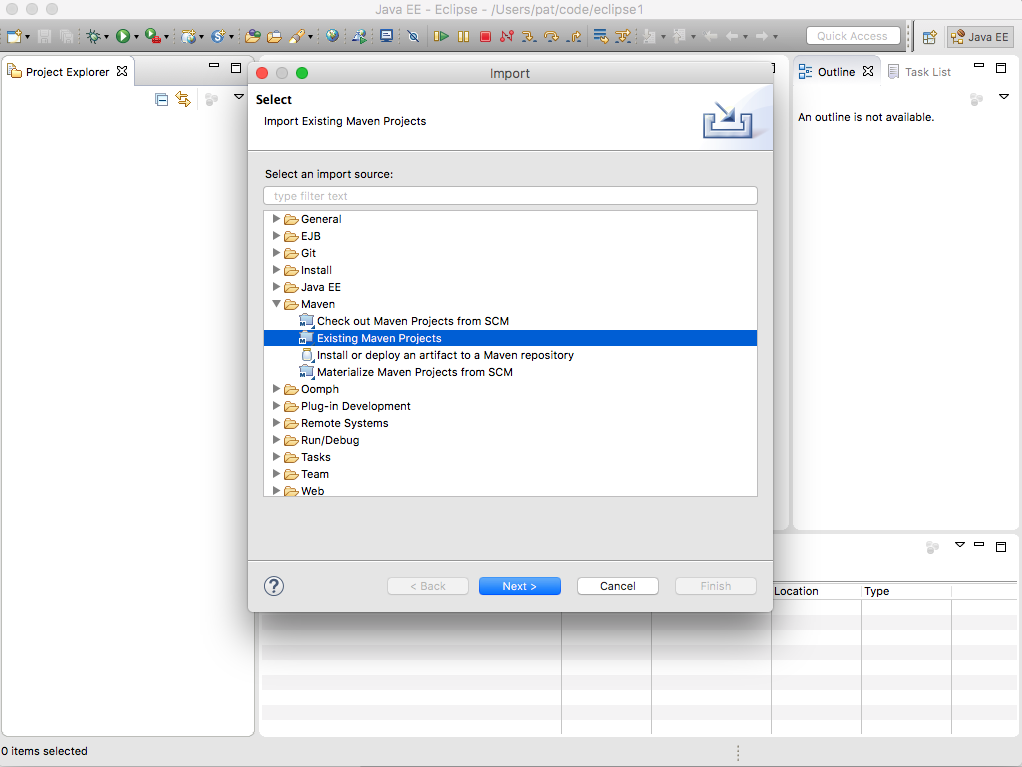 Java EE - Eclipse - /Users/pat/code/eclipse1
Quick Access
Java EE
Project Explorer
Import
Outline
Task List
Select
Import Existing Maven Projects
An outline is not available.
Select an import source:
type filter text
General
EJB
Git
Install
Java EE
Maven
Check out Maven Projects from SCM
Existing Maven Projects
Install or deploy an artifact to a Maven repository
Materialize Maven Projects from SCM
Oomph
Plug-in Development
Remote Systems
Run/Debug
Tasks
Team
Web
< Back
Next >
Cancel
Finish
Location
Type
0 items selected